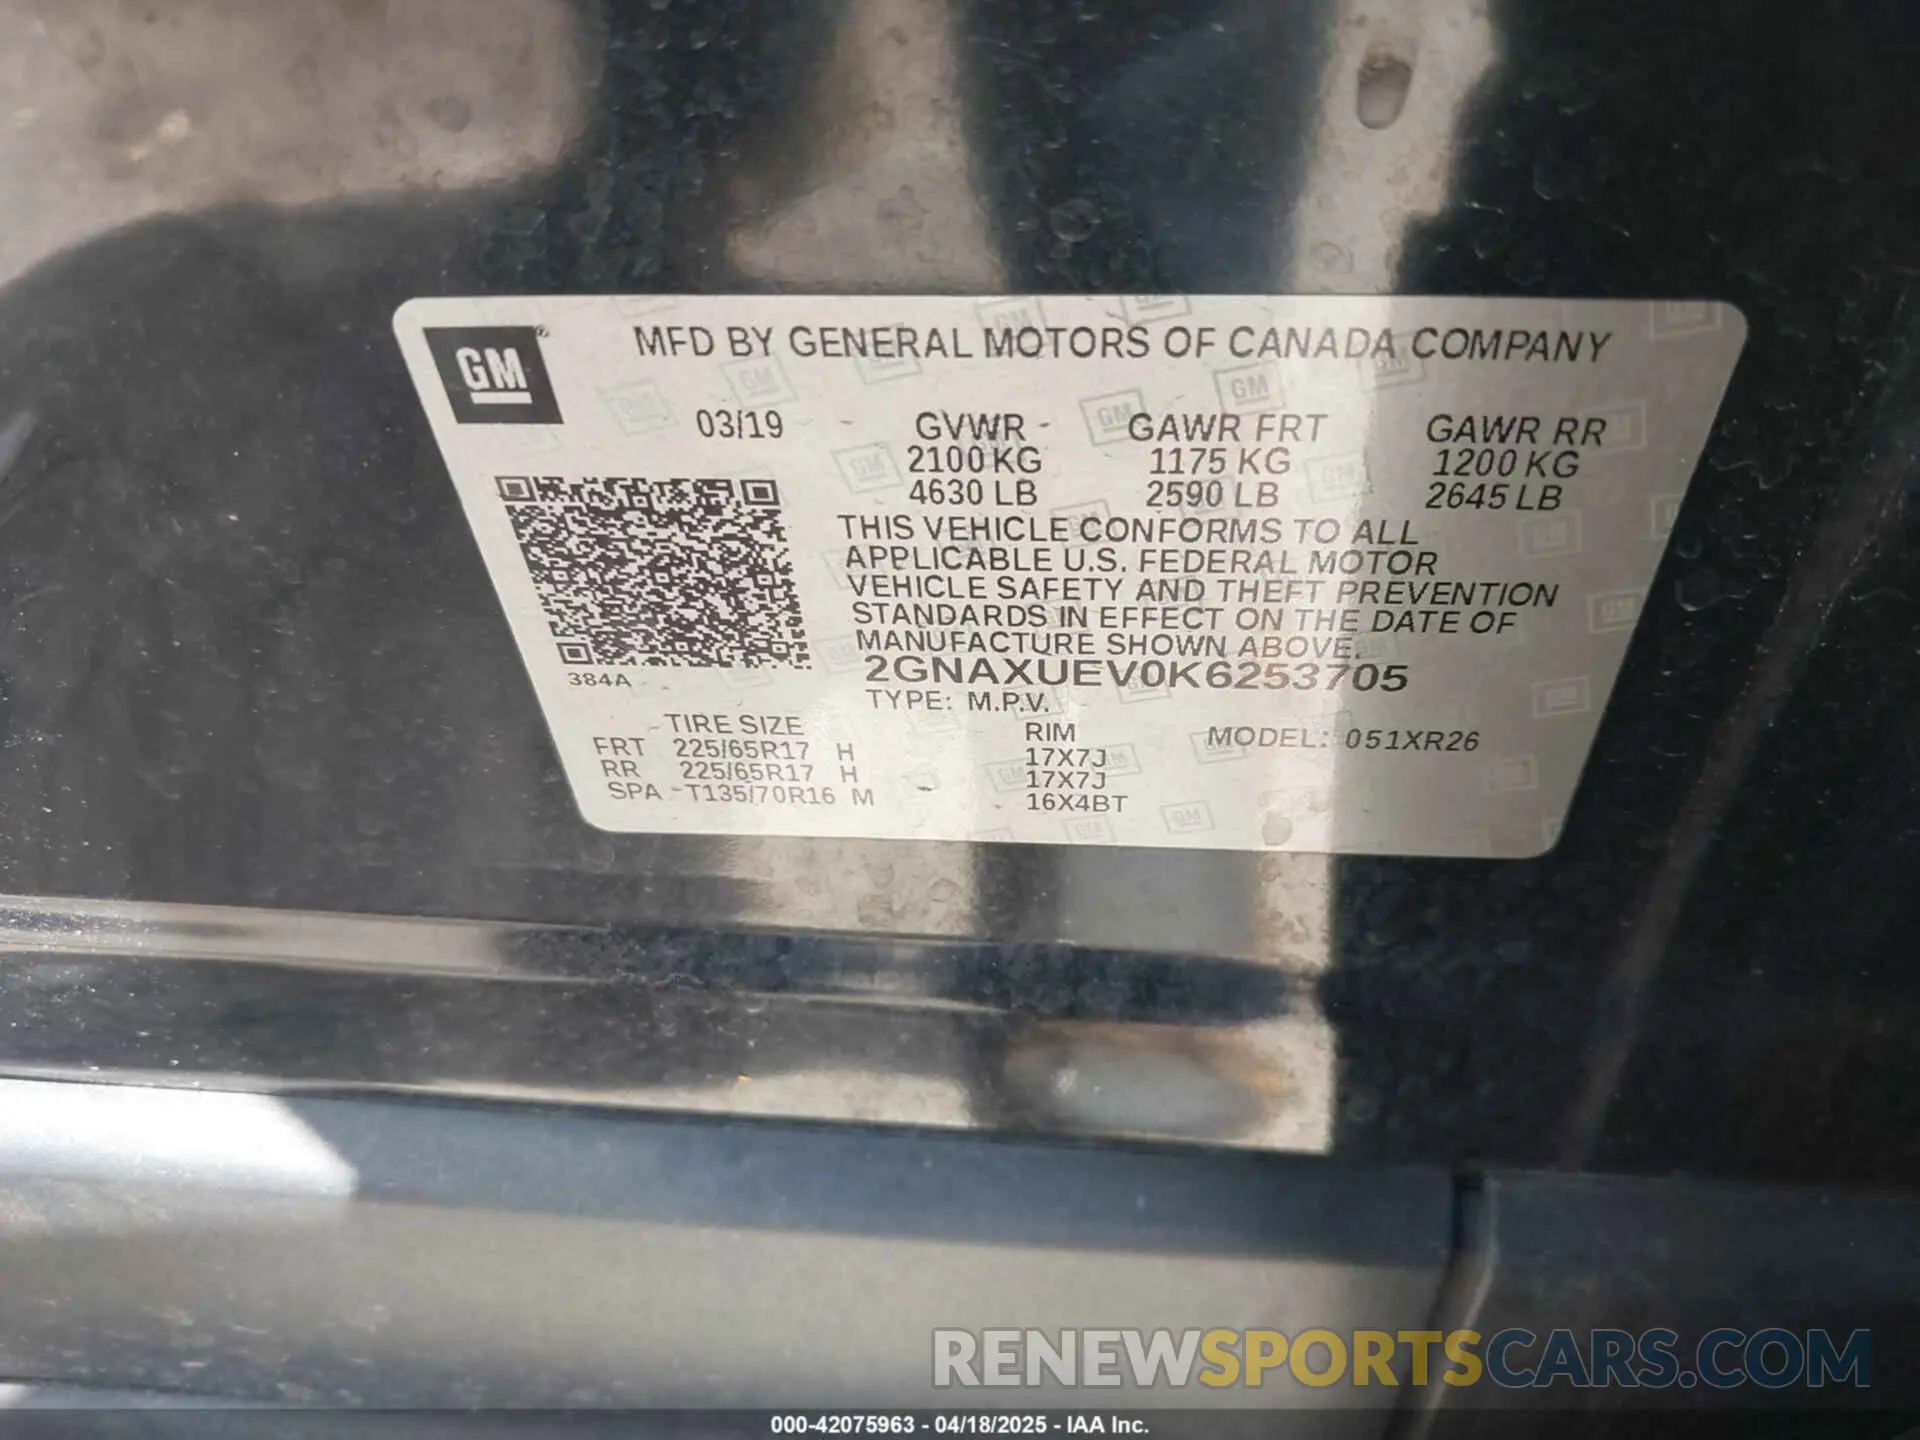 GM®
MFD BY GENERAL MOTORS OF CANADA COMPANY
03/19 GVWR GAWR FRT GAWR RR
2100 KG 1175 KG 1200 KG
4630 LB 2590 LB 2645 LB
THIS VEHICLE CONFORMS TO ALL
APPLICABLE U.S. FEDERAL MOTOR
VEHICLE SAFETY AND THEFT PREVENTION
STANDARDS IN EFFECT ON THE DATE OF
MANUFACTURE SHOWN ABOVE.
2GNAXUEV0K6253705
384A
TYPE: M.P.V.
TIRE SIZE RIM MODEL: 051XR26
FRT 225/65R17 H 17X7J
RR 225/65R17 H 17X7J
SPA T135/70R16 M 16X4BT
RENEWSPORTSCARS.COM
000-42075963 - 04/18/2025 - IAA Inc.